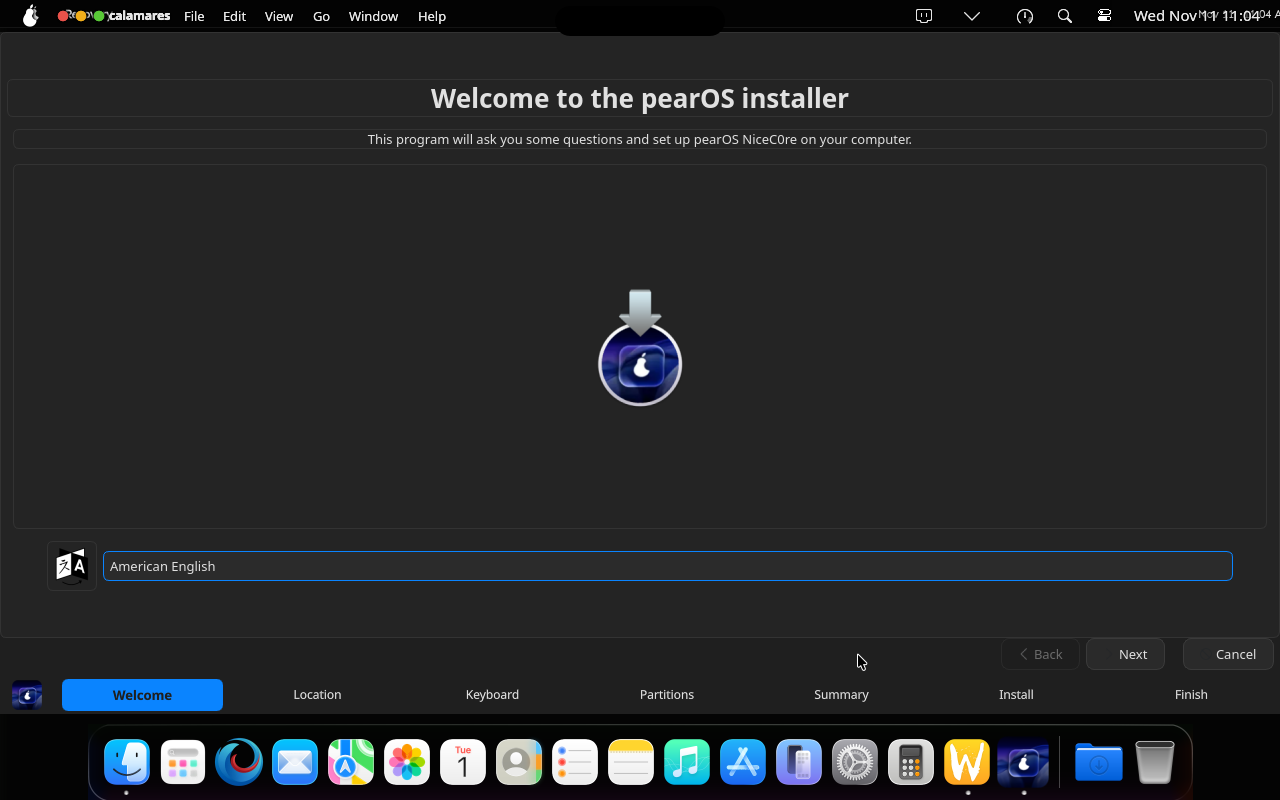 calamares File Edit View Go Window Help Wed Nov 11 11:04
Welcome to the pearOS installer
This program will ask you some questions and set up pearOS NiceC0re on your computer.
American English
Back Next Cancel
Welcome Location Keyboard Partitions Summary Install Finish
Tue
1